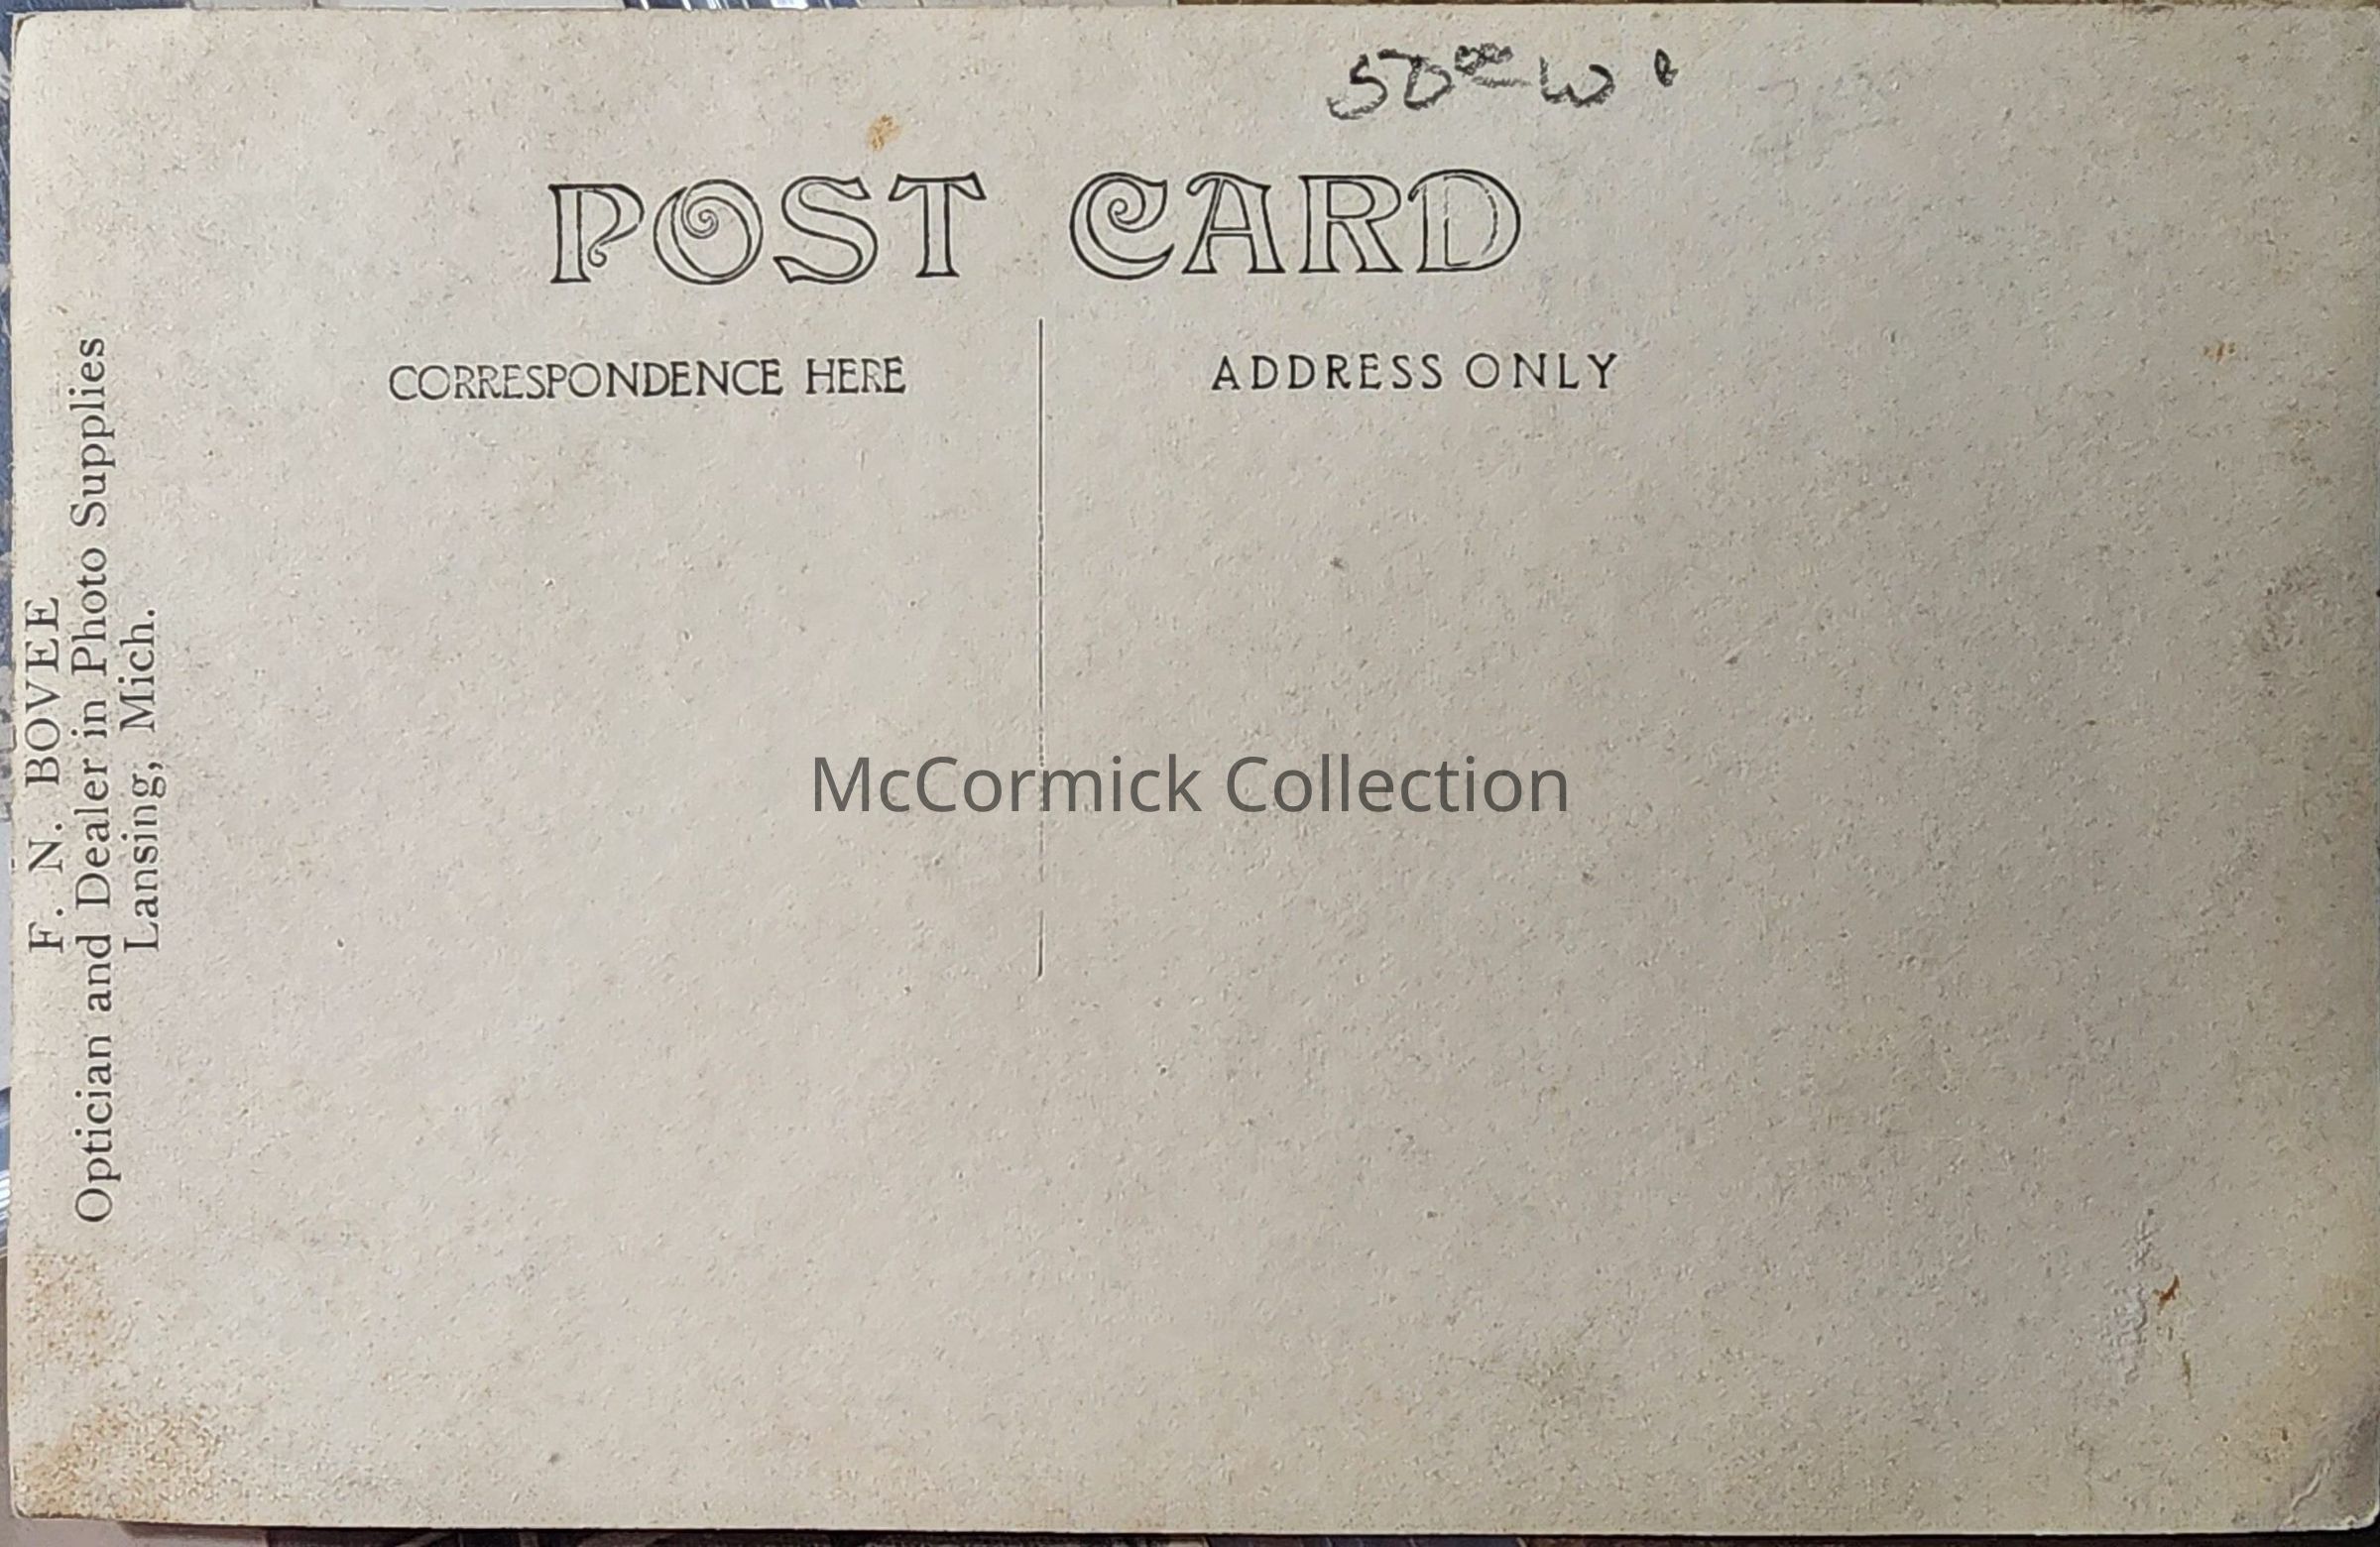 50
POST CARD
CORRESPONDENCE HERE
ADDRESS ONLY
F. N. BOVEE
Optician and Dealer in Photo Supplies
Lansing, Mich.
McCormick Collection